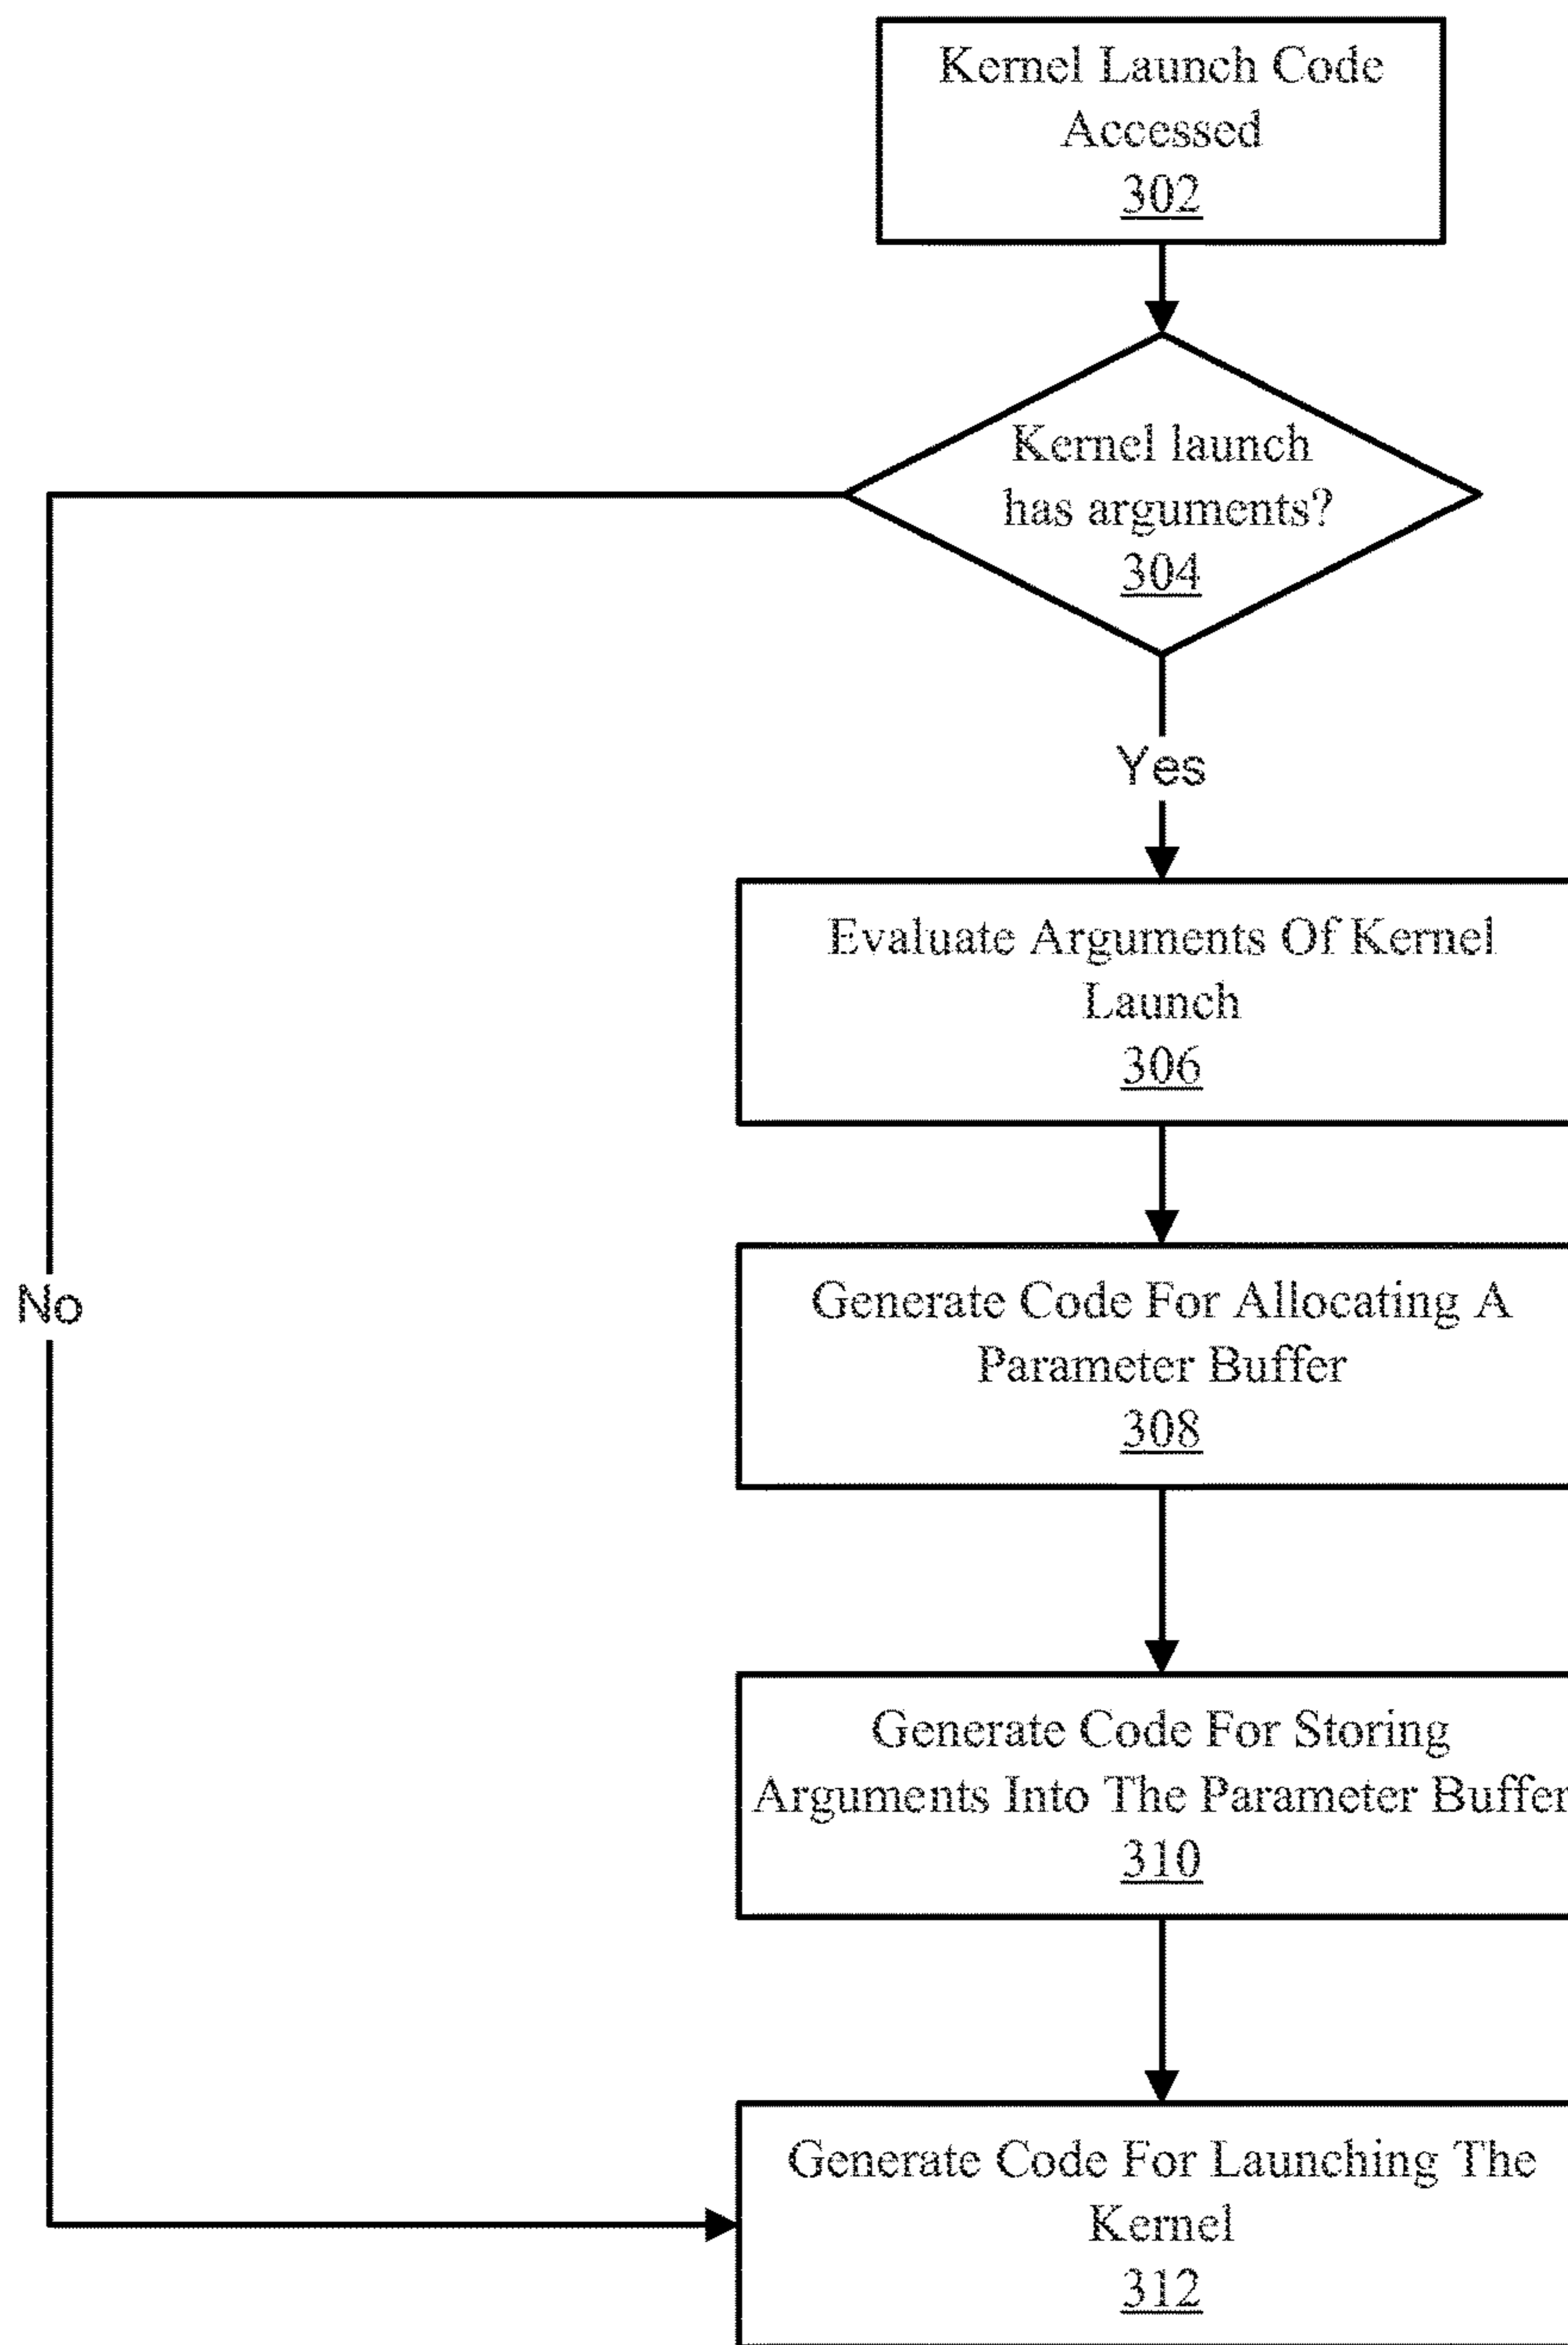 Kernel Launch Code
Accessed
302
Kernel launch
has arguments?
304
Yes
Evaluate Arguments Of Kernel
Launch
306
Generate Code For Allocating A
Parameter Buffer
308
No
Generate Code For Storing
Arguments Into The Parameter Buffer
310
Generate Code For Launching The
Kernel
312